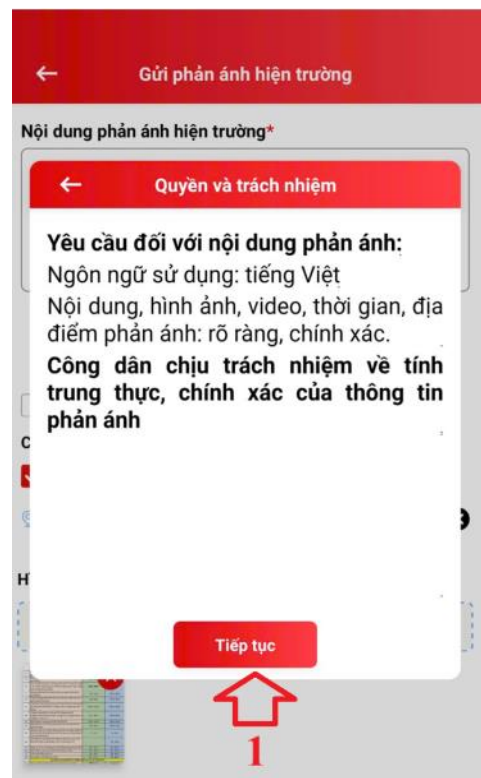 Gửi phản ánh hiện trường
Nội dung phản ánh hiện trường*
Quyền và trách nhiệm
Yêu cầu đối với nội dung phản ánh:
Ngôn ngữ sử dụng: tiếng Việt
Nội dung, hình ảnh, video, thời gian, địa
điểm phản ánh: rõ ràng, chính xác.
Công dân chịu trách nhiệm về tính
trung thực, chính xác của thông tin
phản ánh
Tiếp tục
1